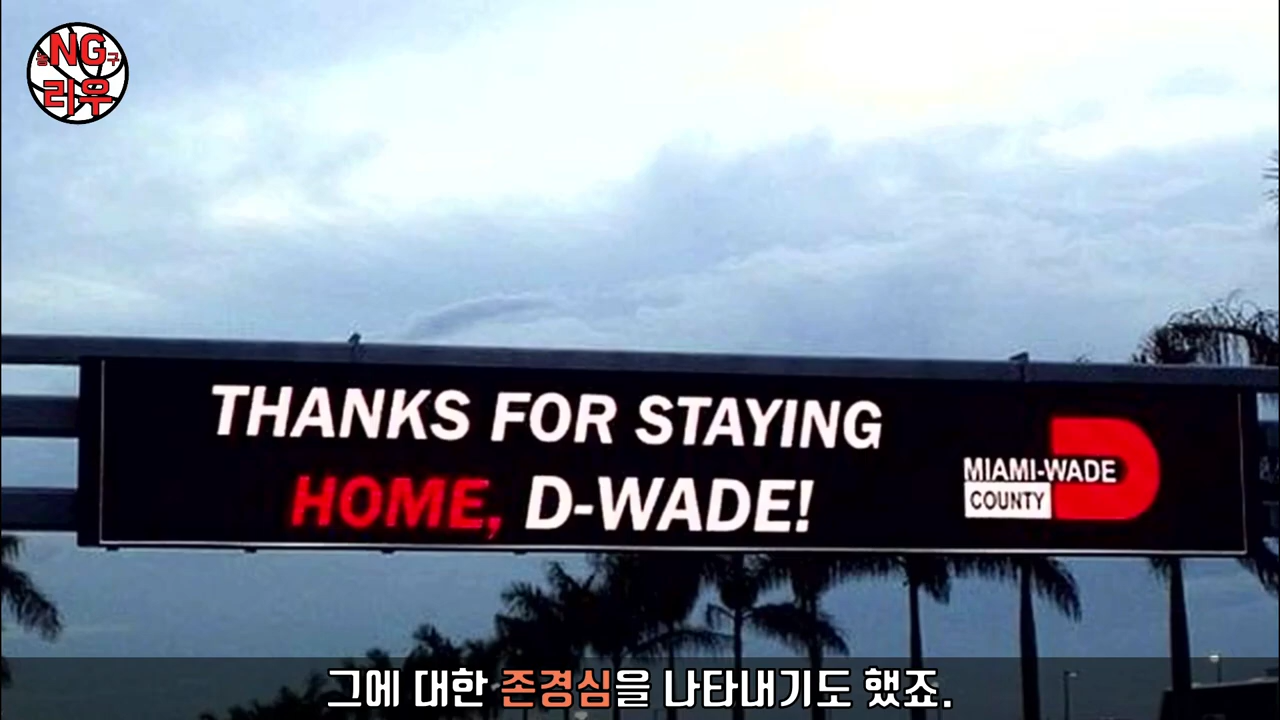 NG
리우
구
THANKS FOR STAYING
HOME, D-WADE!
MIAMI-WADE
COUNTY
그에 대한 존경심을 나타내기도 했죠.